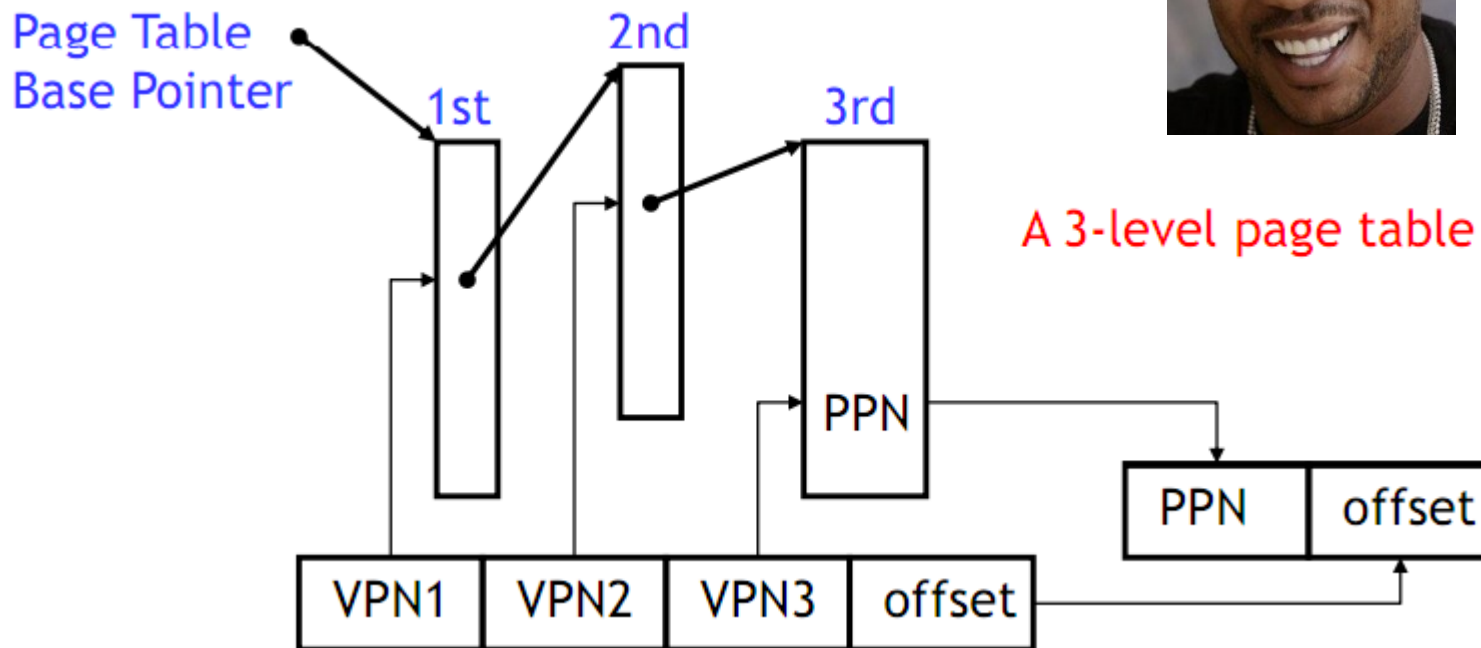 Page Table
Base Pointer
1st
2nd
3rd
A 3-level page table
PPN
PPN
offset
VPN1
VPN2
VPN3
offset